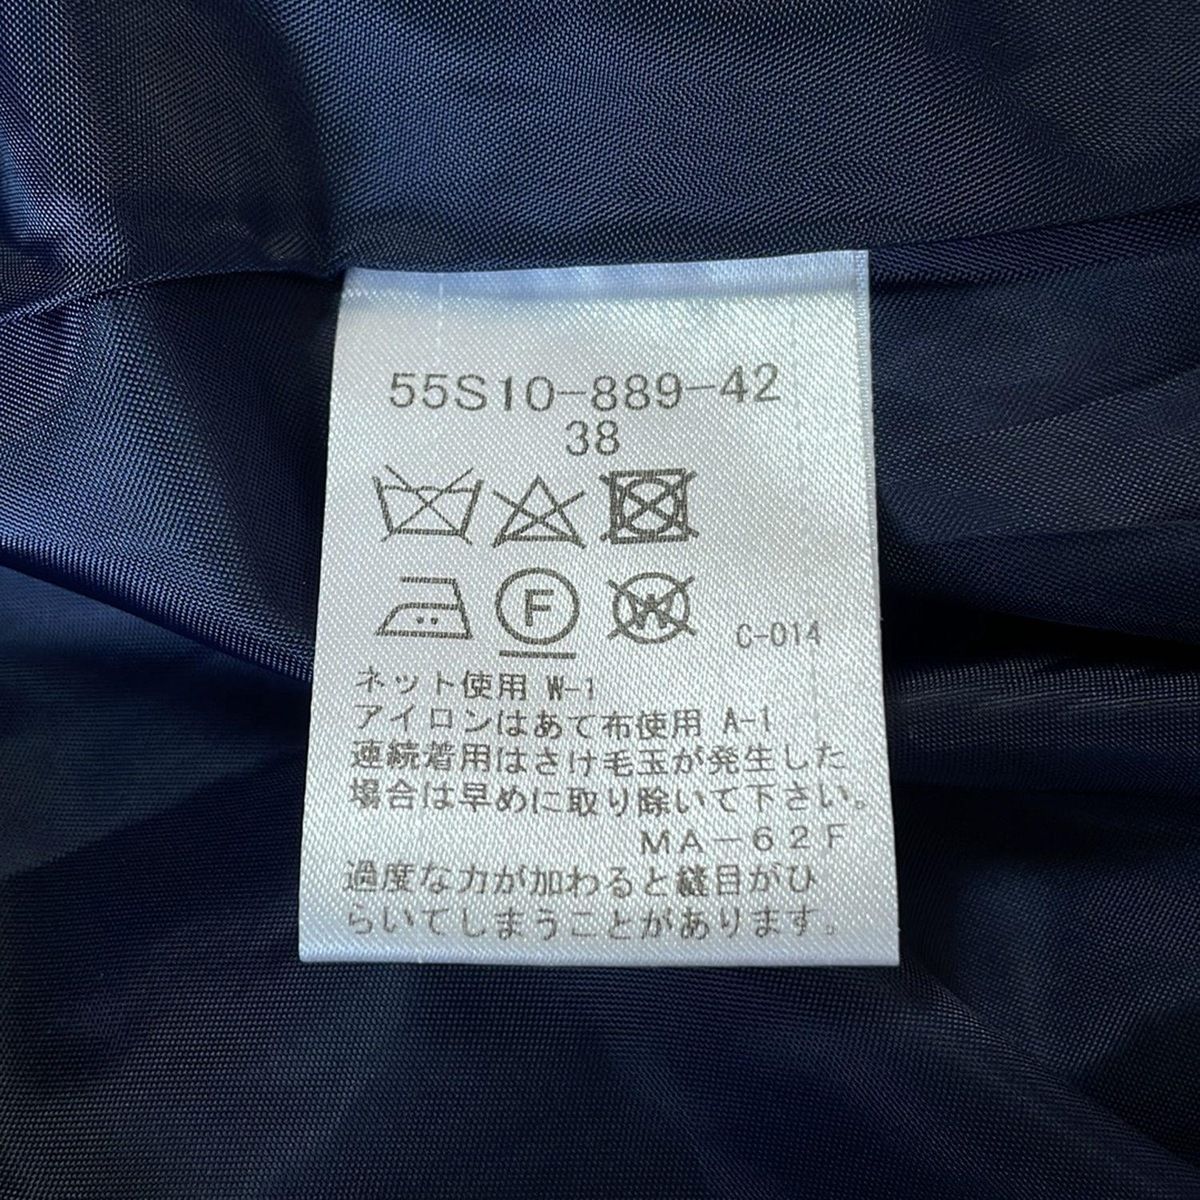 55S10-889-42
38
F
W
C-014
ネット使用 W-1
アイロンはあて布使用 A-1
連続着用はさけ毛玉が発生した
場合は早めに取り除いて下さい。
MA-62F
過度な力が加わると縫目がひ
らいてしまうことがあります。